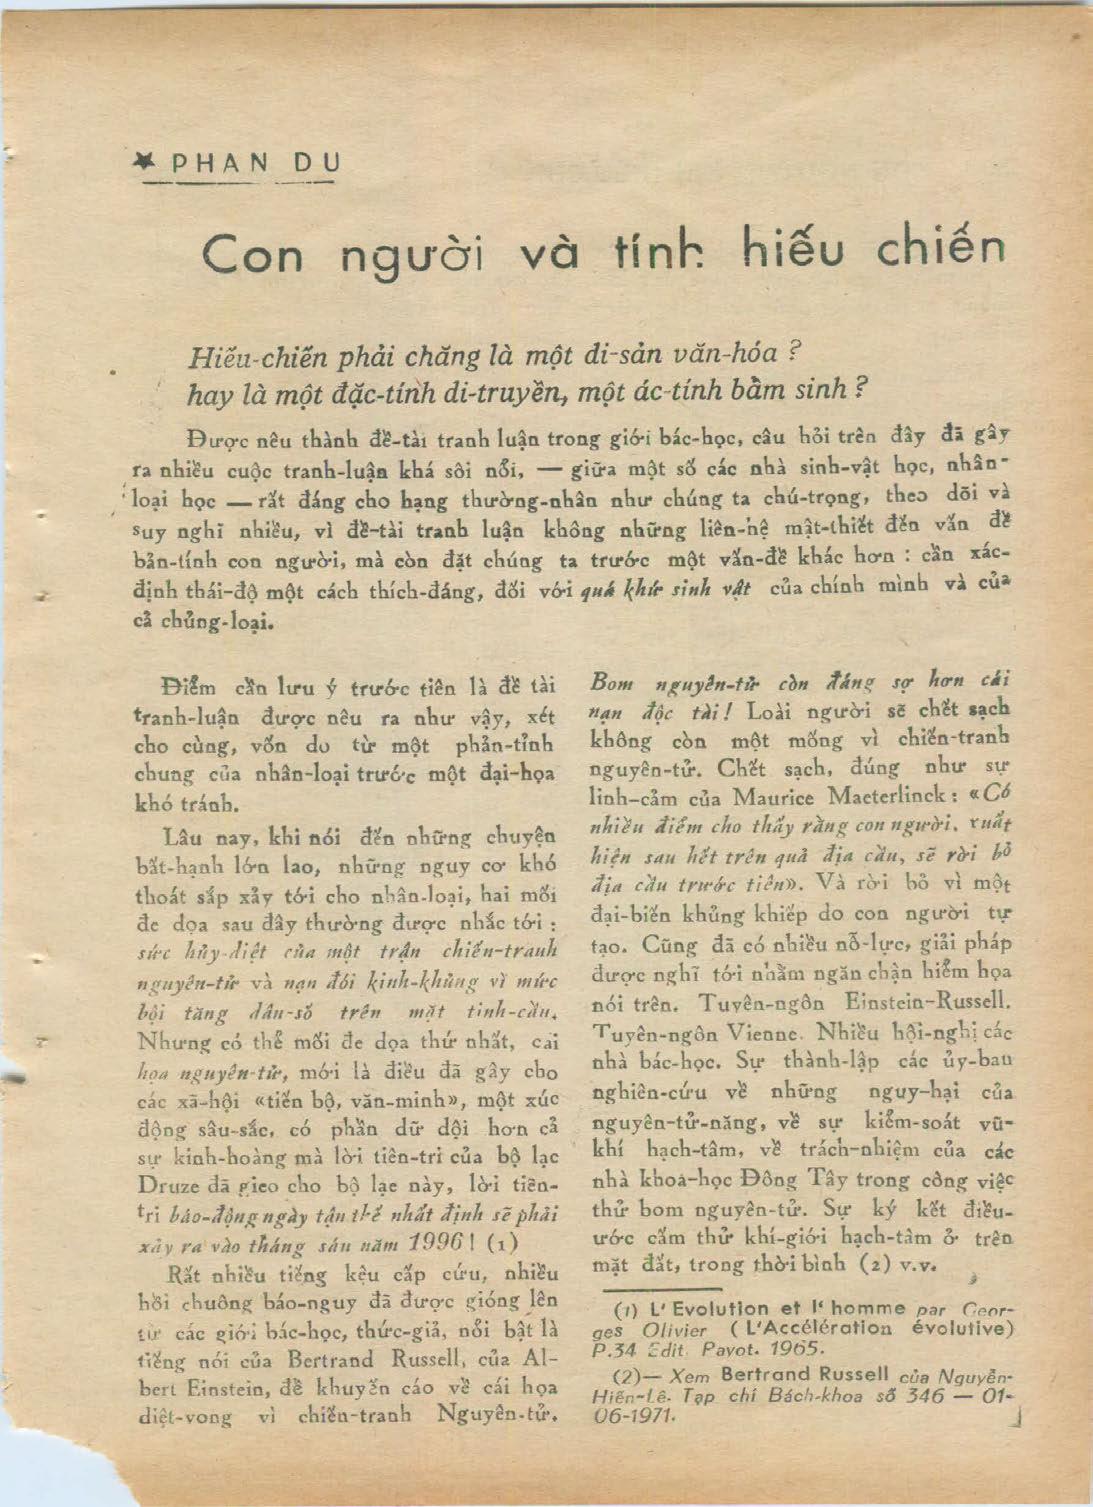 ★ PHAN DU
Con người và tính hiếu chiến
Hiếu-chiến phải chăng là một di-sản văn-hóa ?
hay là một đặc-tính di-truyền, một ác-tính bẩm sinh ?
Được nêu thành đề-tài tranh luận trong giới bác-học, câu hỏi trên đây đã gây
ra nhiều cuộc tranh-luận khá sôi nổi, — giữa một số các nhà sinh-vật học, nhân-
loại học — rất đáng cho hạng thường-nhân như chúng ta chú-trọng, theo dõi và
suy nghĩ nhiều, vì đề-tài tranh luận không những liên-hệ mật-thiết đến vấn đề
bản-tính con người, mà còn đặt chúng ta trước một vấn-đề khác hơn : cần xác-
định thái-độ một cách thích-đáng, đối với quá khứ sinh vật của chính mình và của
cả chủng-loại.
Điểm cần lưu ý trước tiên là đề tài
tranh-luận được nêu ra như vậy, xét
cho cùng, vốn do từ một phản-tỉnh
chung của nhân-loại trước một đại-họa
khó tránh.
Lâu nay, khi nói đến những chuyện
bất-hạnh lớn lao, những nguy cơ khó
thoát sắp xảy tới cho nhân-loại, hai mối
đe dọa sau đây thường được nhắc tới :
sức hủy-diệt của một trận chiến-tranh
nguyên-tử và nạn đói kinh-khủng vì mức
bội tăng dân-số trên mặt tinh-cầu.
Nhưng có thể mối đe dọa thứ nhất, cái
họa nguyên-tử, mới là điều đã gây cho
các xã-hội «tiến bộ, văn-minh», một xúc
động sâu-sắc, có phần dữ dội hơn cả
sự kinh-hoàng mà lời tiên-tri của bộ lạc
Druze đã gieo cho bộ lạc này, lời tiên-
tri báo-động ngày tận thế nhất định sẽ phải
xảy ra vào tháng sáu năm 1996 ! (1)
Rất nhiều tiếng kêu cấp cứu, nhiều
hồi chuông báo-nguy đã được gióng lên
từ các giới bác-học, thức-giả, nổi bật là
tiếng nói của Bertrand Russell, của Al-
bert Einstein, để khuyến cáo về cái họa
diệt-vong vì chiến-tranh Nguyên-tử.
Bom nguyên-tử còn đáng sợ hơn cái
nạn độc tài ! Loài người sẽ chết sạch
không còn một mống vì chiến-tranh
nguyên-tử. Chết sạch, đúng như sự
linh-cảm của Maurice Maeterlinck : «Có
nhiều điểm cho thấy rằng con người, xuất
hiện sau hết trên quả địa cầu, sẽ rời bỏ
địa cầu trước tiên». Và rời bỏ vì một
đại-biến khủng khiếp do con người tự
tạo. Cũng đã có nhiều nỗ-lực, giải pháp
được nghĩ tới nhằm ngăn chận hiểm họa
nói trên. Tuyên-ngôn Einstein-Russell.
Tuyên-ngôn Vienne. Nhiều hội-nghị các
nhà bác-học. Sự thành-lập các ủy-ban
nghiên-cứu về những nguy-hại của
nguyên-tử-năng, về sự kiểm-soát vũ-
khí hạch-tâm, về trách-nhiệm của các
nhà khoa-học Đông Tây trong công việc
thử bom nguyên-tử. Sự ký kết điều-
ước cấm thử khí-giới hạch-tâm ở trên
mặt đất, trong thời bình (2) v.v.
(1) L' Evolution et l' homme par Geor-
ges Olivier ( L'Accélération évolutive)
P.34 Edit. Payot. 1965.
(2)— Xem Bertrand Russell của Nguyễn-
Hiến-Lê. Tạp chí Bách-khoa số 346 — 01-
06-1971.